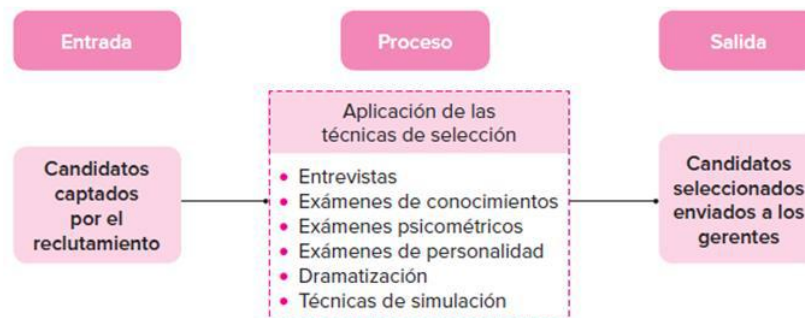 Entrada
Proceso
Salida
Candidatos
captados
por el
reclutamiento
Aplicación de las
técnicas de selección
• Entrevistas
• Exámenes de conocimientos
• Exámenes psicométricos
• Exámenes de personalidad
• Dramatización
• Técnicas de simulación
Candidatos
seleccionados
enviados a los
gerentes